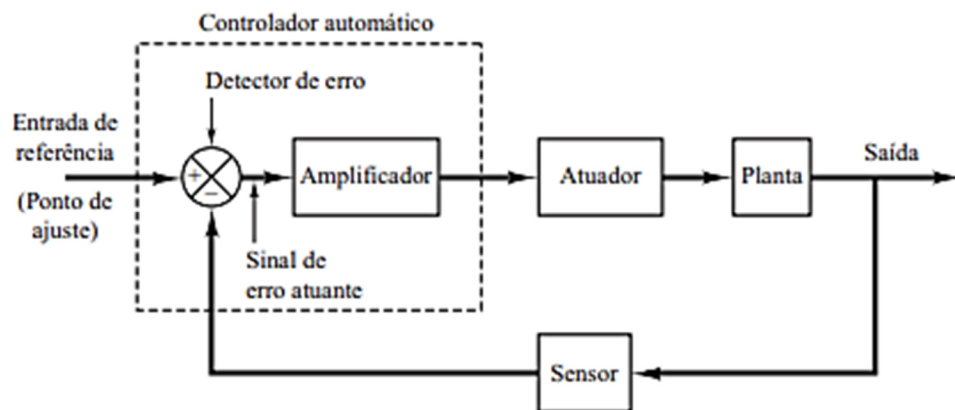 Controlador automático
Detector de erro
Entrada de
referência
(Ponto de
ajuste)
+
−
Amplificador
Atuador
Planta
Saída
Sinal de
erro atuante
Sensor